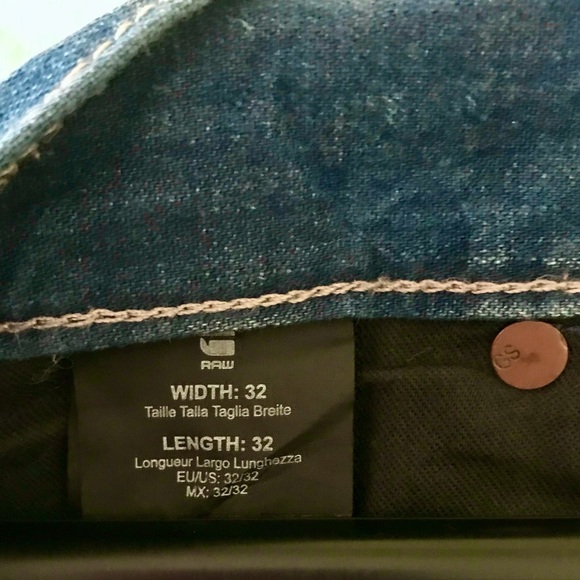 RAW
WIDTH: 32
Taille Talla Taglia Breite
LENGTH: 32
Longueur Largo Lunghezza
EU/US: 32/32
MX: 32/32
GS